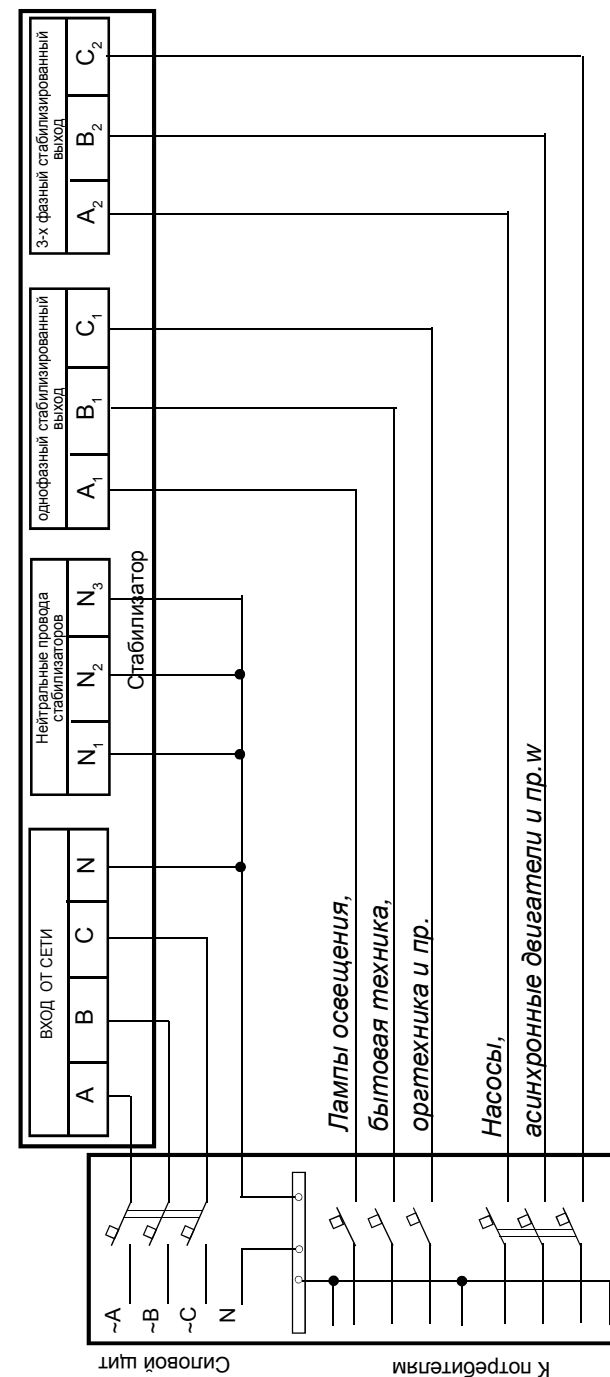 ВХОД ОТ СЕТИ
A
B
C
N
Нейтральные провода
стабилизаторов
N1
N2
N3
однофазный стабилизированный
выход
A1
B1
C1
3-х фазный стабилизированный
выход
A2
B2
C2
Стабилизатор
~A
~B
~C
N
Силовой щит
Лампы освещения,
бытовая техника,
оргтехника и пр.
Насосы,
асинхронные двигатели и пр.w
К потребителям